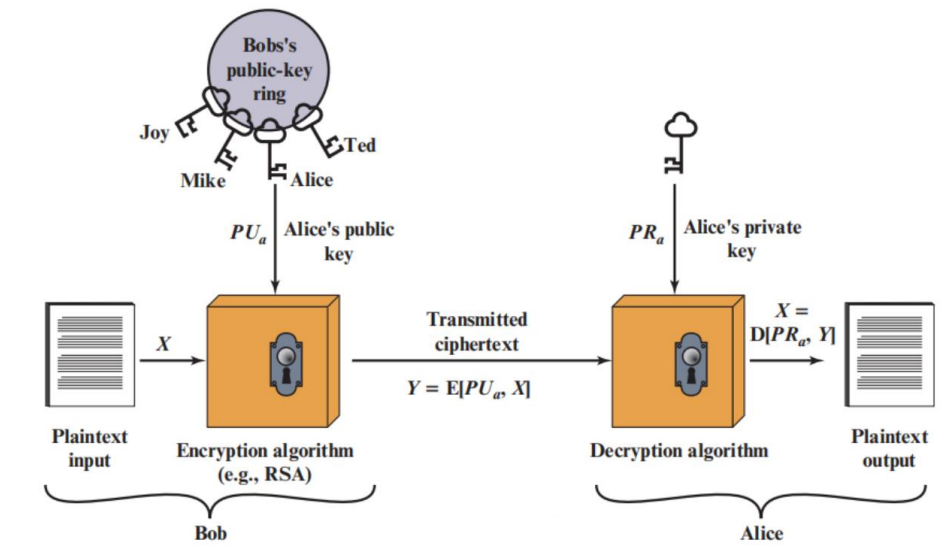 Bobs's
public-key
ring
Joy
Ted
Mike
Alice
PUa
Alice's public
key
PRa
Alice's private
key
X
Transmitted
ciphertext
Y = E[PUa, X]
X =
D[PRa, Y]
Plaintext
input
Encryption algorithm
(e.g., RSA)
Decryption algorithm
Plaintext
output
Bob
Alice